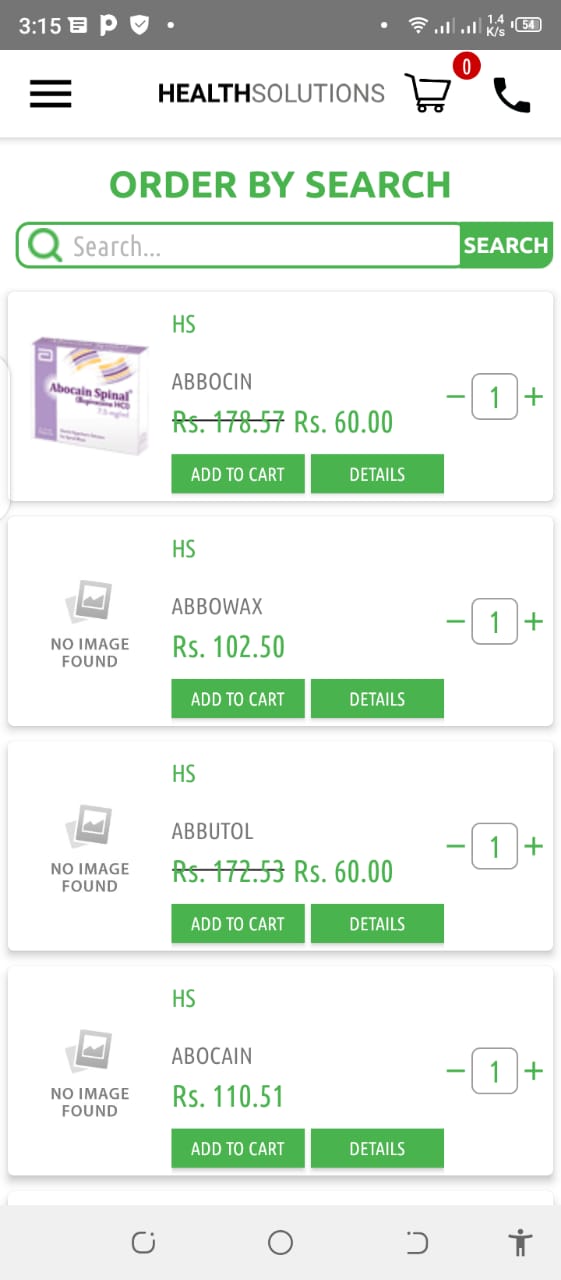 3:15
1.4
K/s
54
0
HEALTHSOLUTIONS
ORDER BY SEARCH
Search...
SEARCH
HS
Abocain Spinal
(Bupivacaine HCl)
7.5 mg/ml
ABBOCIN
Rs. 178.57 Rs. 60.00
1
ADD TO CART
DETAILS
HS
NO IMAGE
FOUND
ABBOWAX
Rs. 102.50
1
ADD TO CART
DETAILS
HS
NO IMAGE
FOUND
ABBUTOL
Rs. 172.53 Rs. 60.00
1
ADD TO CART
DETAILS
HS
NO IMAGE
FOUND
ABOCAIN
Rs. 110.51
1
ADD TO CART
DETAILS